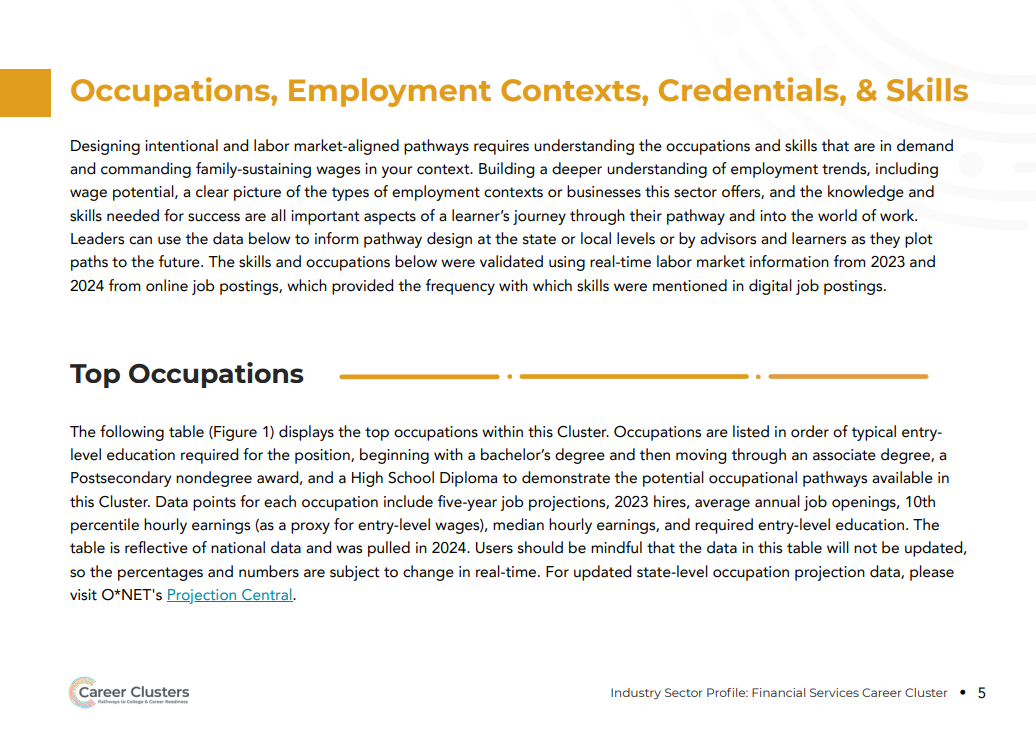 Occupations, Employment Contexts, Credentials, & Skills
Designing intentional and labor market-aligned pathways requires understanding the occupations and skills that are in demand
and commanding family-sustaining wages in your context. Building a deeper understanding of employment trends, including
wage potential, a clear picture of the types of employment contexts or businesses this sector offers, and the knowledge and
skills needed for success are all important aspects of a learner’s journey through their pathway and into the world of work.
Leaders can use the data below to inform pathway design at the state or local levels or by advisors and learners as they plot
paths to the future. The skills and occupations below were validated using real-time labor market information from 2023 and
2024 from online job postings, which provided the frequency with which skills were mentioned in digital job postings.
Top Occupations
The following table (Figure 1) displays the top occupations within this Cluster. Occupations are listed in order of typical entry-
level education required for the position, beginning with a bachelor’s degree and then moving through an associate degree, a
Postsecondary nondegree award, and a High School Diploma to demonstrate the potential occupational pathways available in
this Cluster. Data points for each occupation include five-year job projections, 2023 hires, average annual job openings, 10th
percentile hourly earnings (as a proxy for entry-level wages), median hourly earnings, and required entry-level education. The
table is reflective of national data and was pulled in 2024. Users should be mindful that the data in this table will not be updated,
so the percentages and numbers are subject to change in real-time. For updated state-level occupation projection data, please
visit O*NET's Projection Central.
Career Clusters
Pathways to College & Career Readiness
Industry Sector Profile: Financial Services Career Cluster • 5